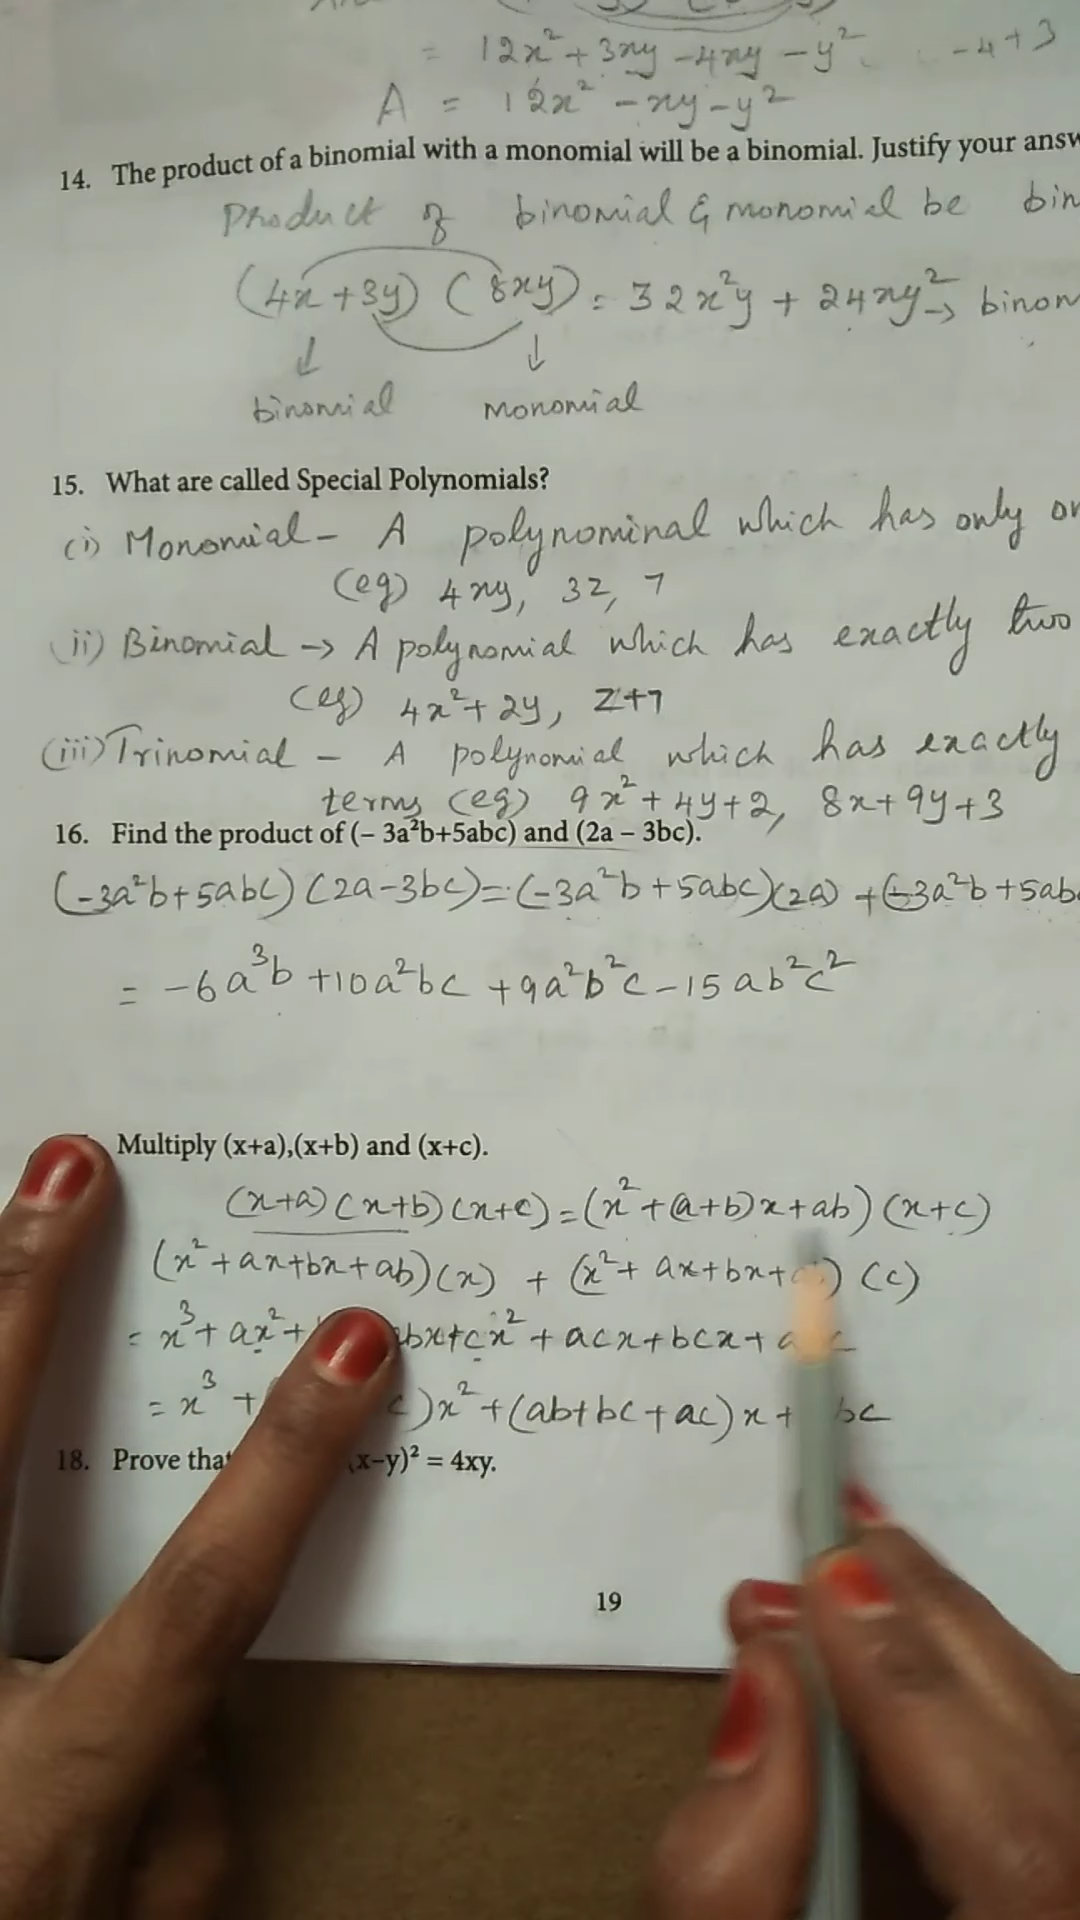 = 12x² + 3xy - 4xy - y² -4+3
A = 12x² - xy - y²
14. The product of a binomial with a monomial will be a binomial. Justify your
Product of binomial & monomial be
(4x + 3y) (8xy) = 32x²y + 24xy² →
↓ ↓
binomial monomial
15. What are called Special Polynomials?
(i) Monomial - A polynominal which has only
(eg) 4xy, 3z, 7
(ii) Binomial → A polynomial which has exactly two
(eg) 4x² + 2y, z+7
(iii) Trinomial - A polynomial which has exactly
terms (eg) 9x² + 4y + 2, 8x + 9y + 3
16. Find the product of (– 3a²b+5abc) and (2a – 3bc).
(-3a²b + 5abc) (2a - 3bc) = (-3a²b + 5abc)(2a) + (-3a²b + 5ab
= -6a³b + 10a²bc + 9a²b²c - 15ab²c²
Multiply (x+a),(x+b) and (x+c).
(x+a) (x+b) (x+c) = (x² + (a+b)x + ab) (x+c)
(x² + ax + bx + ab) (x) + (x² + ax + bx + ) (c)
= x³ + ax² + abx + cx² + acx + bcx +
= x³ + )x² + (ab + bc + ac) x + bc
18. Prove that x–y)² = 4xy.
19